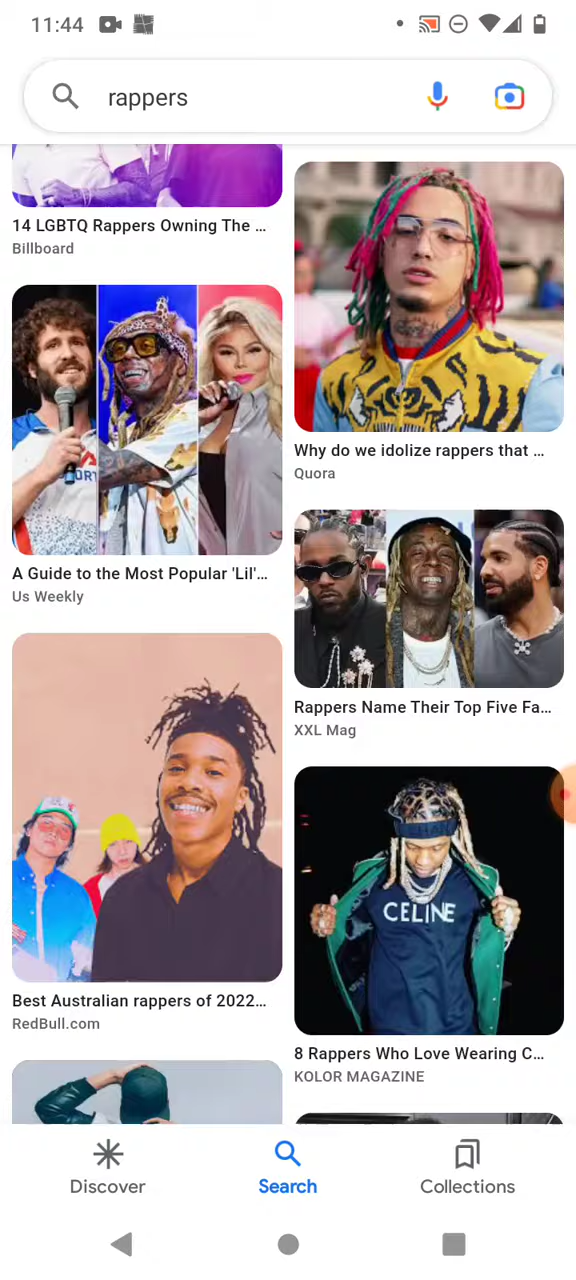 11:44
rappers
14 LGBTQ Rappers Owning The ...
Billboard
Why do we idolize rappers that ...
Quora
A Guide to the Most Popular 'Lil'...
Us Weekly
Rappers Name Their Top Five Fa...
XXL Mag
CELINE
Best Australian rappers of 2022...
RedBull.com
8 Rappers Who Love Wearing C...
KOLOR MAGAZINE
Discover
Search
Collections